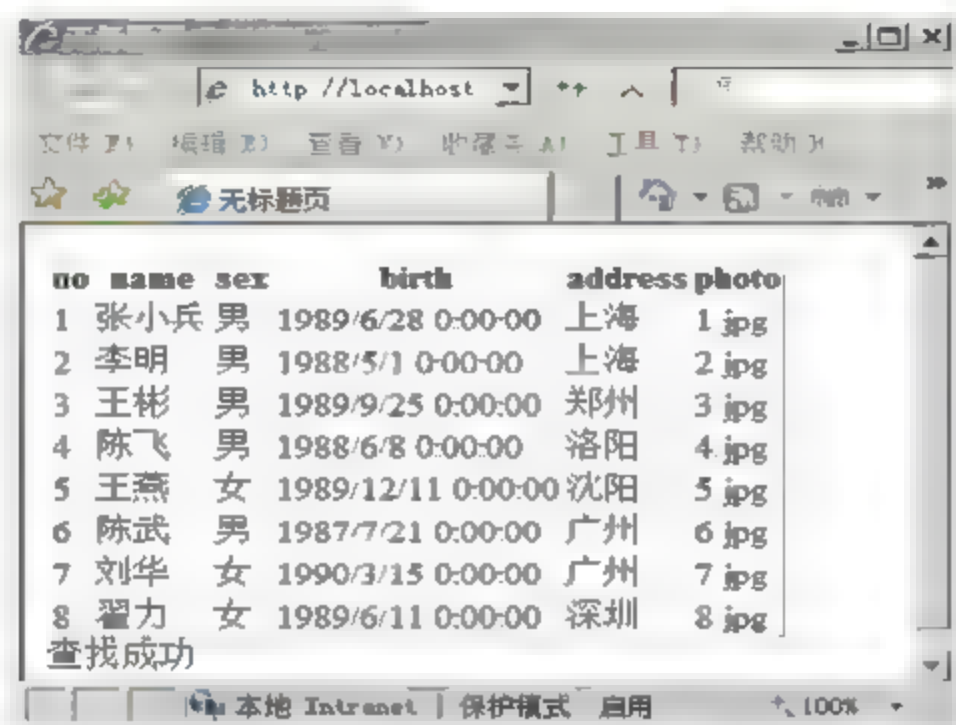 http //localhost
文件 编辑 查看 收藏夹 工具 帮助
无标题页
no name sex birth address photo
1 张小兵 男 1989/6/28 0:00:00 上海 1 jpg
2 李明 男 1988/5/1 0:00:00 上海 2 jpg
3 王彬 男 1989/9/25 0:00:00 郑州 3 jpg
4 陈飞 男 1988/6/8 0:00:00 洛阳 4 jpg
5 王燕 女 1989/12/11 0:00:00 沈阳 5 jpg
6 陈武 男 1987/7/21 0:00:00 广州 6 jpg
7 刘华 女 1990/3/15 0:00:00 广州 7 jpg
8 翟力 女 1989/6/11 0:00:00 深圳 8 jpg
查找成功
本地 Intranet | 保护模式 启用 100%